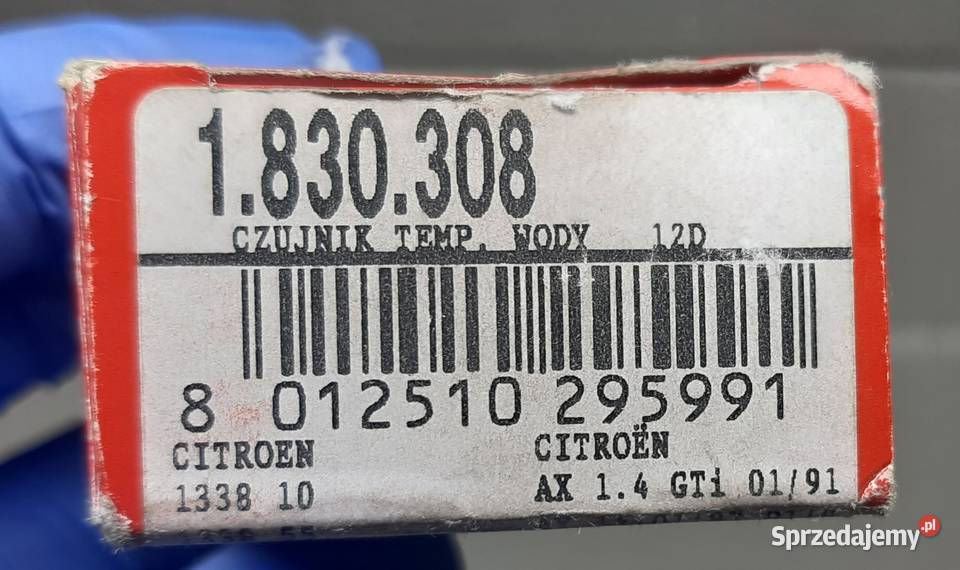 1.830.308
CZUJNIK TEMP. WODY 12D
8 012510 295991
CITROEN CITROËN
1338 10 AX 1.4 GTi 01/91
Sprzedajemy.pl